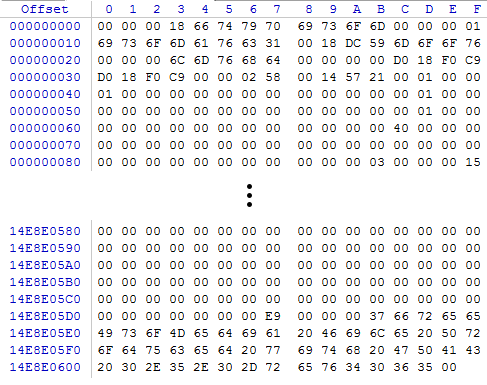 Offset 0 1 2 3 4 5 6 7 8 9 A B C D E F
000000000 00 00 00 18 66 74 79 70 69 73 6F 6D 00 00 00 01
000000010 69 73 6F 6D 61 76 63 31 00 18 DC 59 6D 6F 6F 76
000000020 00 00 00 6C 6D 76 68 64 00 00 00 00 D0 18 F0 C9
000000030 D0 18 F0 C9 00 00 02 58 00 14 57 21 00 01 00 00
000000040 01 00 00 00 00 00 00 00 00 00 00 00 00 01 00 00
000000050 00 00 00 00 00 00 00 00 00 00 00 00 00 01 00 00
000000060 00 00 00 00 00 00 00 00 00 00 00 00 40 00 00 00
000000070 00 00 00 00 00 00 00 00 00 00 00 00 00 00 00 00
000000080 00 00 00 00 00 00 00 00 00 00 00 03 00 00 00 15
14E8E0580 00 00 00 00 00 00 00 00 00 00 00 00 00 00 00 00
14E8E0590 00 00 00 00 00 00 00 00 00 00 00 00 00 00 00 00
14E8E05A0 00 00 00 00 00 00 00 00 00 00 00 00 00 00 00 00
14E8E05B0 00 00 00 00 00 00 00 00 00 00 00 00 00 00 00 00
14E8E05C0 00 00 00 00 00 00 00 00 00 00 00 00 00 00 00 00
14E8E05D0 00 00 00 00 00 00 00 E9 00 00 00 37 66 72 65 65
14E8E05E0 49 73 6F 4D 65 64 69 61 20 46 69 6C 65 20 50 72
14E8E05F0 6F 64 75 63 65 64 20 77 69 74 68 20 47 50 41 43
14E8E0600 20 30 2E 35 2E 30 2D 72 65 76 34 30 36 35 00